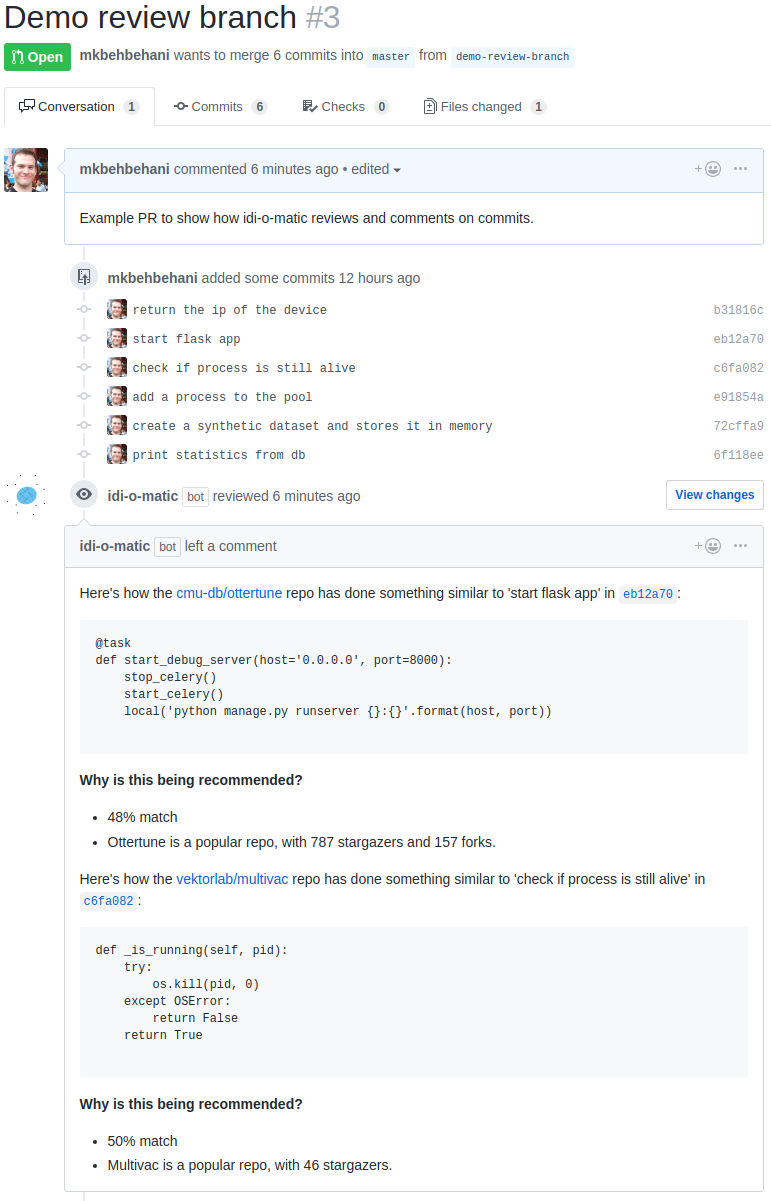 Demo review branch #3
Open mkbehbehani wants to merge 6 commits into master from demo-review-branch
Conversation 1 Commits 6 Checks 0 Files changed 1
mkbehbehani commented 6 minutes ago • edited
Example PR to show how idi-o-matic reviews and comments on commits.
mkbehbehani added some commits 12 hours ago
return the ip of the device b31816c
start flask app eb12a70
check if process is still alive c6fa082
add a process to the pool e91854a
create a synthetic dataset and stores it in memory 72cffa9
print statistics from db 6f118ee
idi-o-matic bot reviewed 6 minutes ago View changes
idi-o-matic bot left a comment
Here's how the cmu-db/ottertune repo has done something similar to 'start flask app' in eb12a70 :
@task
def start_debug_server(host='0.0.0.0', port=8000):
    stop_celery()
    start_celery()
    local('python manage.py runserver {}:{}'.format(host, port))
Why is this being recommended?
• 48% match
• Ottertune is a popular repo, with 787 stargazers and 157 forks.
Here's how the vektorlab/multivac repo has done something similar to 'check if process is still alive' in
c6fa082 :
def _is_running(self, pid):
    try:
        os.kill(pid, 0)
    except OSError:
        return False
    return True
Why is this being recommended?
• 50% match
• Multivac is a popular repo, with 46 stargazers.